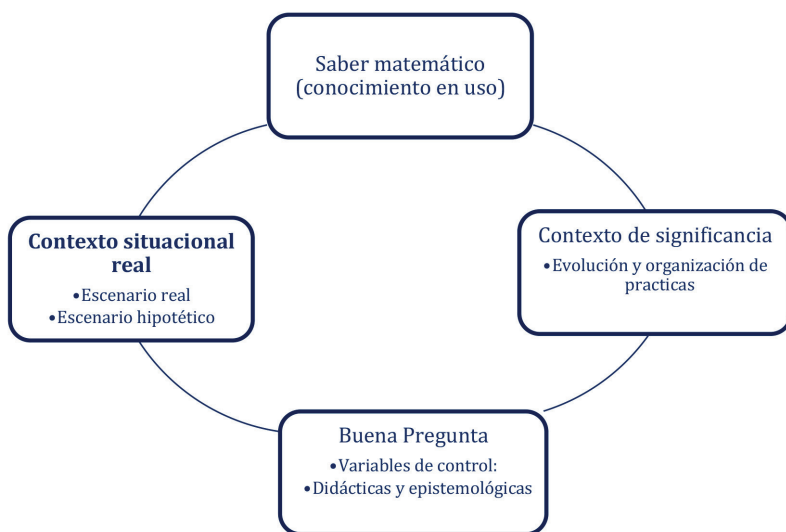 Saber matemático
(conocimiento en uso)
Contexto de significancia
•Evolución y organización de
practicas
Buena Pregunta
•Variables de control:
•Didácticas y epistemológicas
Contexto situacional
real
•Escenario real
•Escenario hipotético